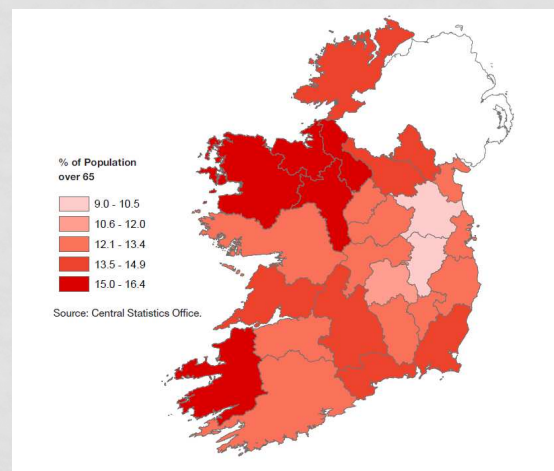 % of Population
over 65
9.0 - 10.5
10.6 - 12.0
12.1 - 13.4
13.5 - 14.9
15.0 - 16.4
Source: Central Statistics Office.